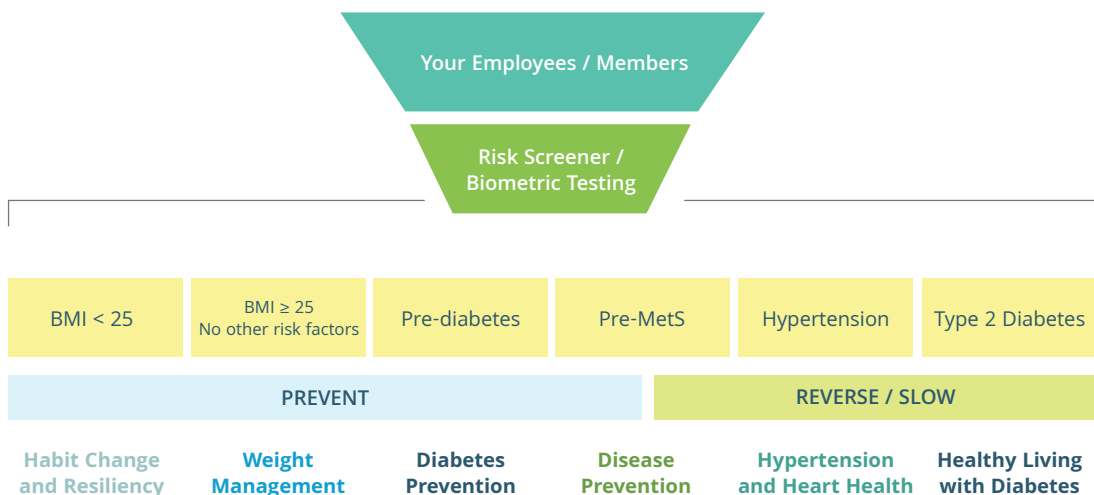 Your Employees / Members
Risk Screener /
Biometric Testing
BMI < 25
BMI ≥ 25
No other risk factors
Pre-diabetes
Pre-MetS
Hypertension
Type 2 Diabetes
PREVENT
REVERSE / SLOW
Habit Change
and Resiliency
Weight
Management
Diabetes
Prevention
Disease
Prevention
Hypertension
and Heart Health
Healthy Living
with Diabetes